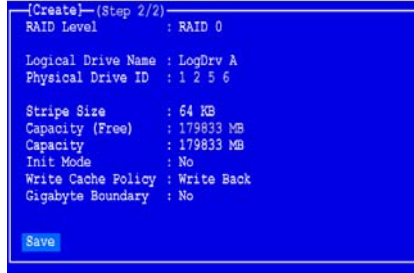 [Create] (Step 2/2)
RAID Level : RAID 0
Logical Drive Name : LogDrv A
Physical Drive ID : 1 2 5 6
Stripe Size : 64 KB
Capacity (Free) : 179833 MB
Capacity : 179833 MB
Init Mode : No
Write Cache Policy : Write Back
Gigabyte Boundary : No
Save